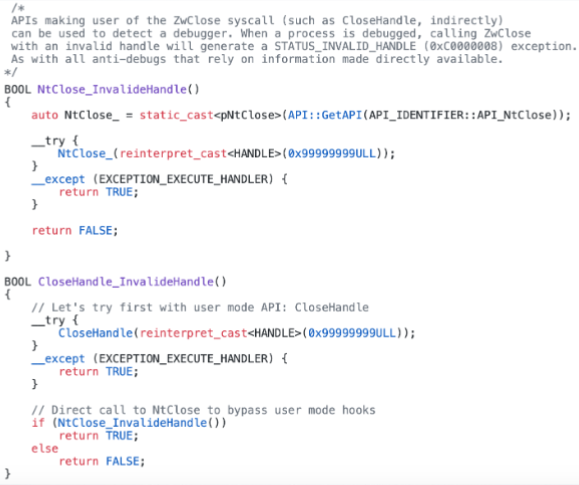 /*
APIs making user of the ZwClose syscall (such as CloseHandle, indirectly)
can be used to detect a debugger. When a process is debugged, calling ZwClose
with an invalid handle will generate a STATUS_INVALID_HANDLE (0xC0000008) exception.
As with all anti-debugs that rely on information made directly available.
*/
BOOL NtClose_InvalideHandle()
{
auto NtClose_ = static_cast<pNtClose>(API::GetAPI(API_IDENTIFIER::API_NtClose));
__try {
NtClose_(reinterpret_cast<HANDLE>(0x99999999ULL));
}
__except (EXCEPTION_EXECUTE_HANDLER) {
return TRUE;
}
return FALSE;
}
BOOL CloseHandle_InvalideHandle()
{
// Let's try first with user mode API: CloseHandle
__try {
CloseHandle(reinterpret_cast<HANDLE>(0x99999999ULL));
}
__except (EXCEPTION_EXECUTE_HANDLER) {
return TRUE;
}
// Direct call to NtClose to bypass user mode hooks
if (NtClose_InvalideHandle())
return TRUE;
else
return FALSE;
}